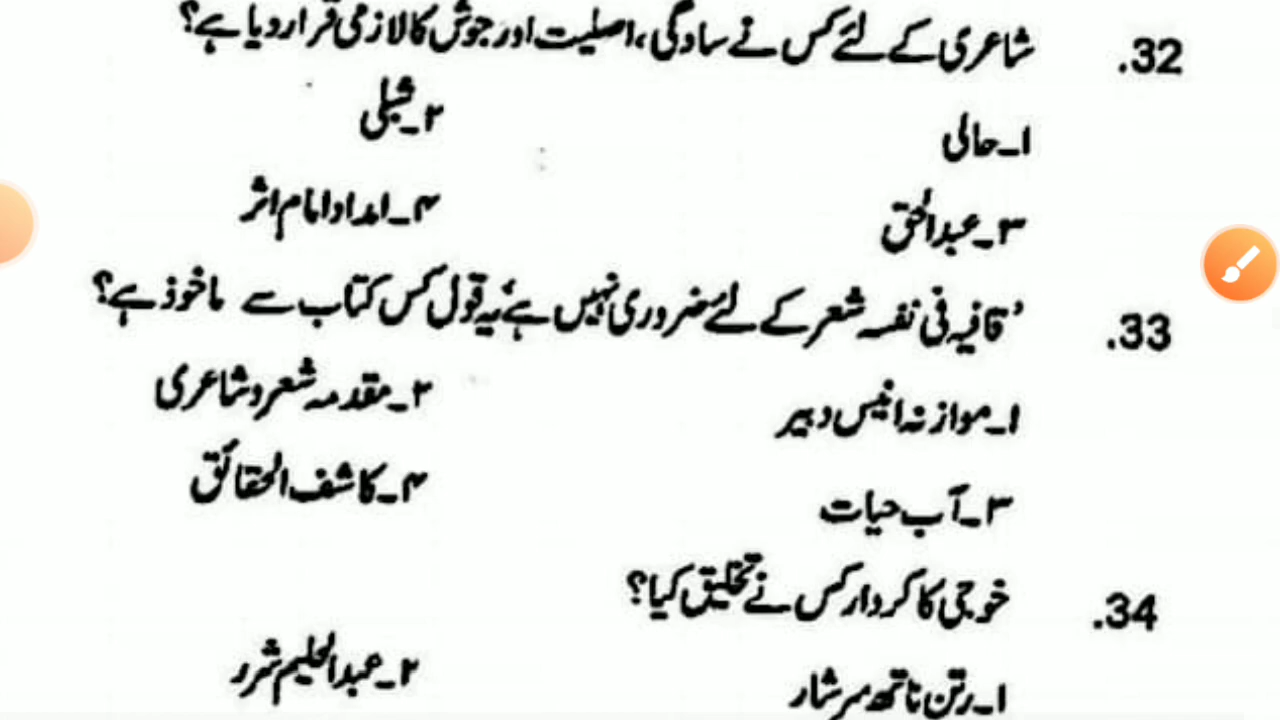 32. شاعری کے لئے کس نے سادگی، اصلیت اور جوش کا لازمی قرار دیا ہے؟
۱۔ حالی ۲۔ شبلی
۳۔ عبدالحق ۴۔ امداد امام اثر
33. ’قافیہ فی نفسہ شعر کے لئے ضروری نہیں ہے‘ یہ قول کس کتاب سے ماخوذ ہے؟
۱۔ موازنہ انیس دبیر ۲۔ مقدمہ شعر و شاعری
۳۔ آب حیات ۴۔ کاشف الحقائق
34. خوجی کا کردار کس نے تخلیق کیا؟
۱۔ رتن ناتھ سرشار ۲۔ عبدالحلیم شرر